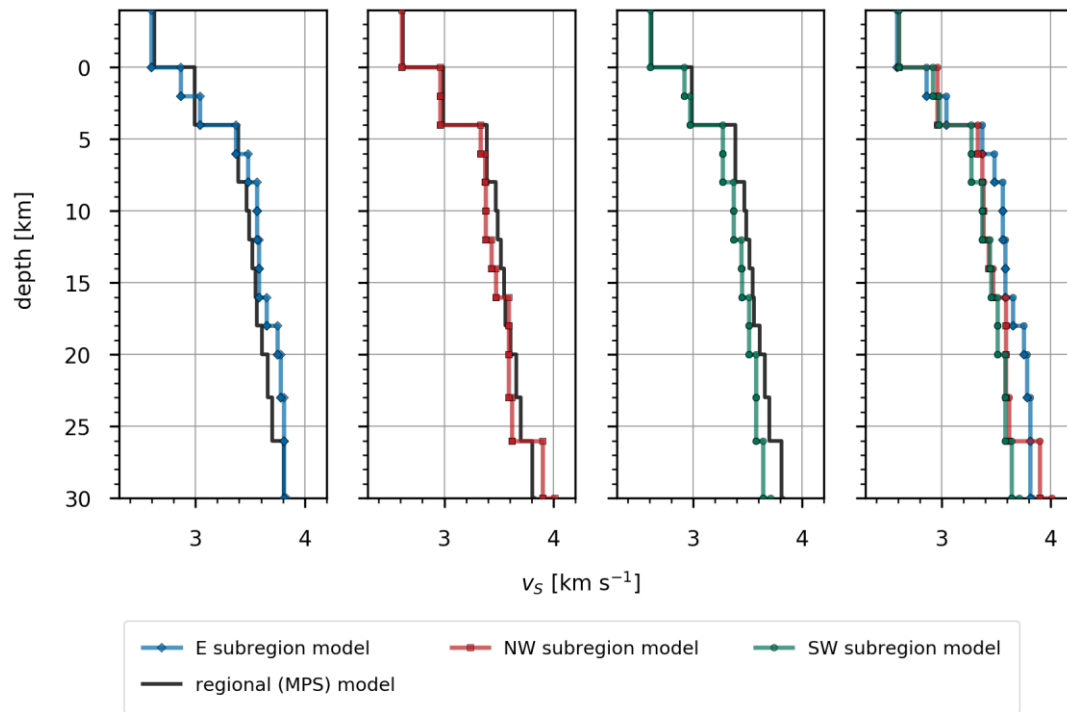 0
5
10
15
20
25
30
depth [km]
3 4 3 4 3 4 3 4
v_S [km s⁻¹]
E subregion model NW subregion model SW subregion model
regional (MPS) model